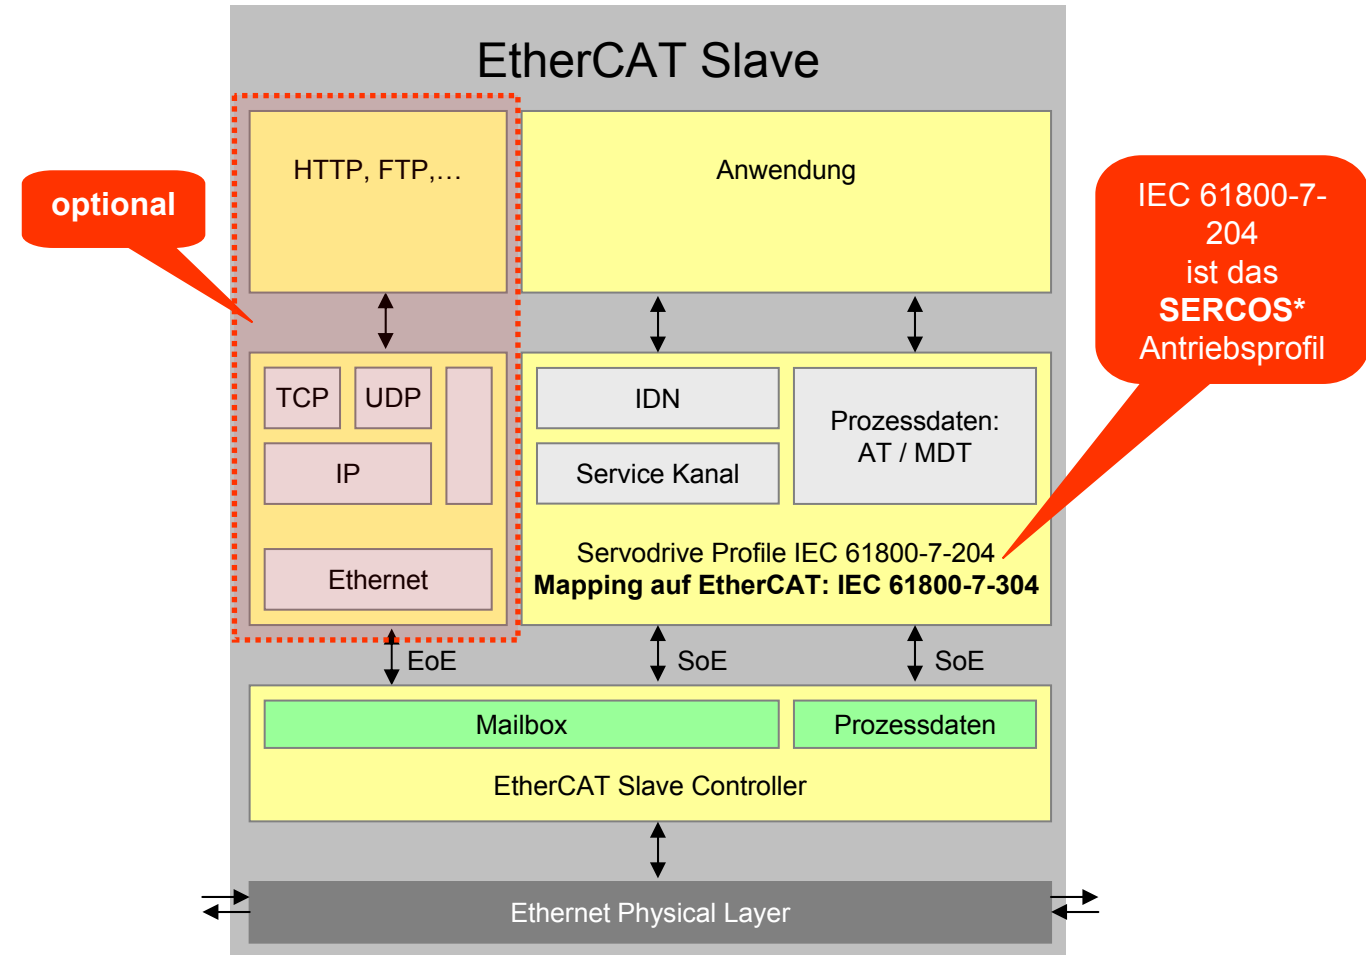 EtherCAT Slave
optional
HTTP, FTP,...
Anwendung
IEC 61800-7-
204
ist das
SERCOS*
Antriebsprofil
TCP
UDP
IP
Ethernet
IDN
Service Kanal
Prozessdaten:
AT / MDT
Servodrive Profile IEC 61800-7-204
Mapping auf EtherCAT: IEC 61800-7-304
EoE
SoE
SoE
Mailbox
Prozessdaten
EtherCAT Slave Controller
Ethernet Physical Layer